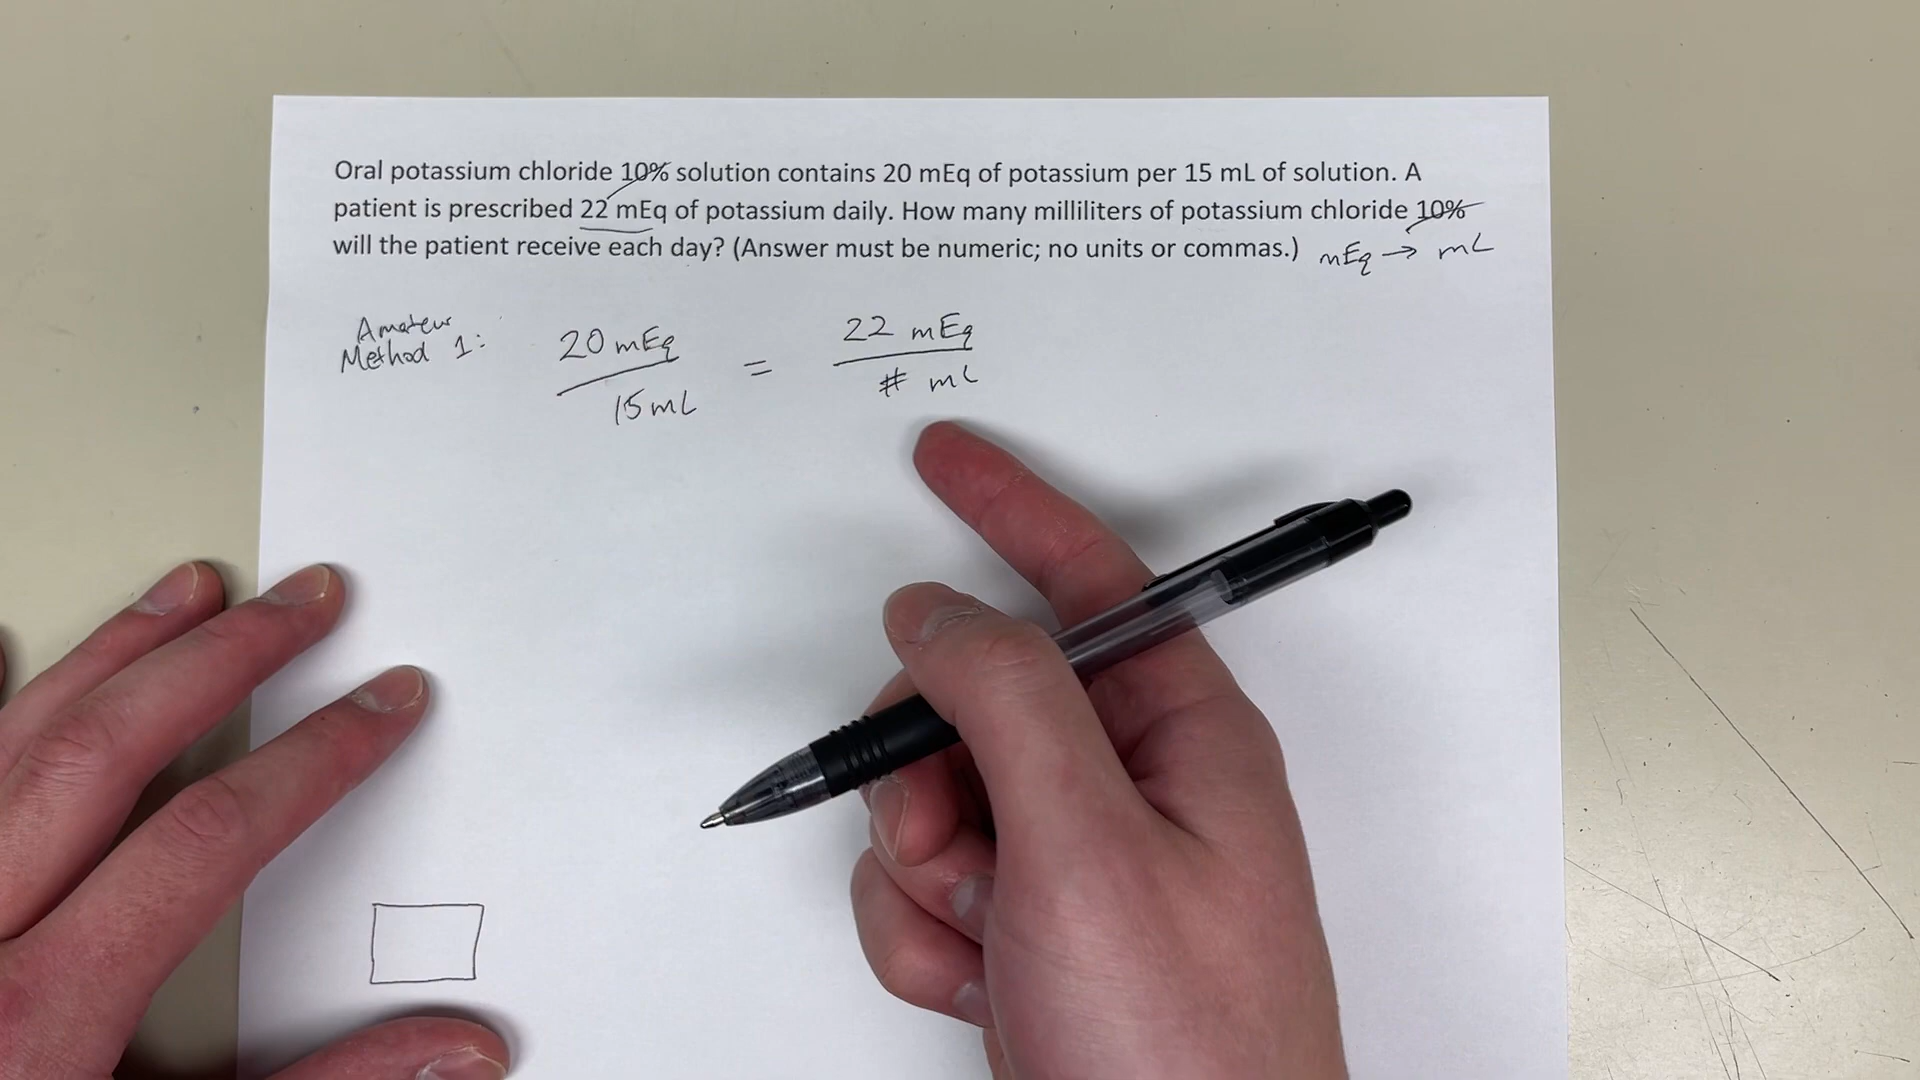 Oral potassium chloride 10% solution contains 20 mEq of potassium per 15 mL of solution. A
patient is prescribed 22 mEq of potassium daily. How many milliliters of potassium chloride 10%
will the patient receive each day? (Answer must be numeric; no units or commas.) mEq → mL
Amateur
Method 1:
20 mEq
15 mL
=
22 mEq
# mL